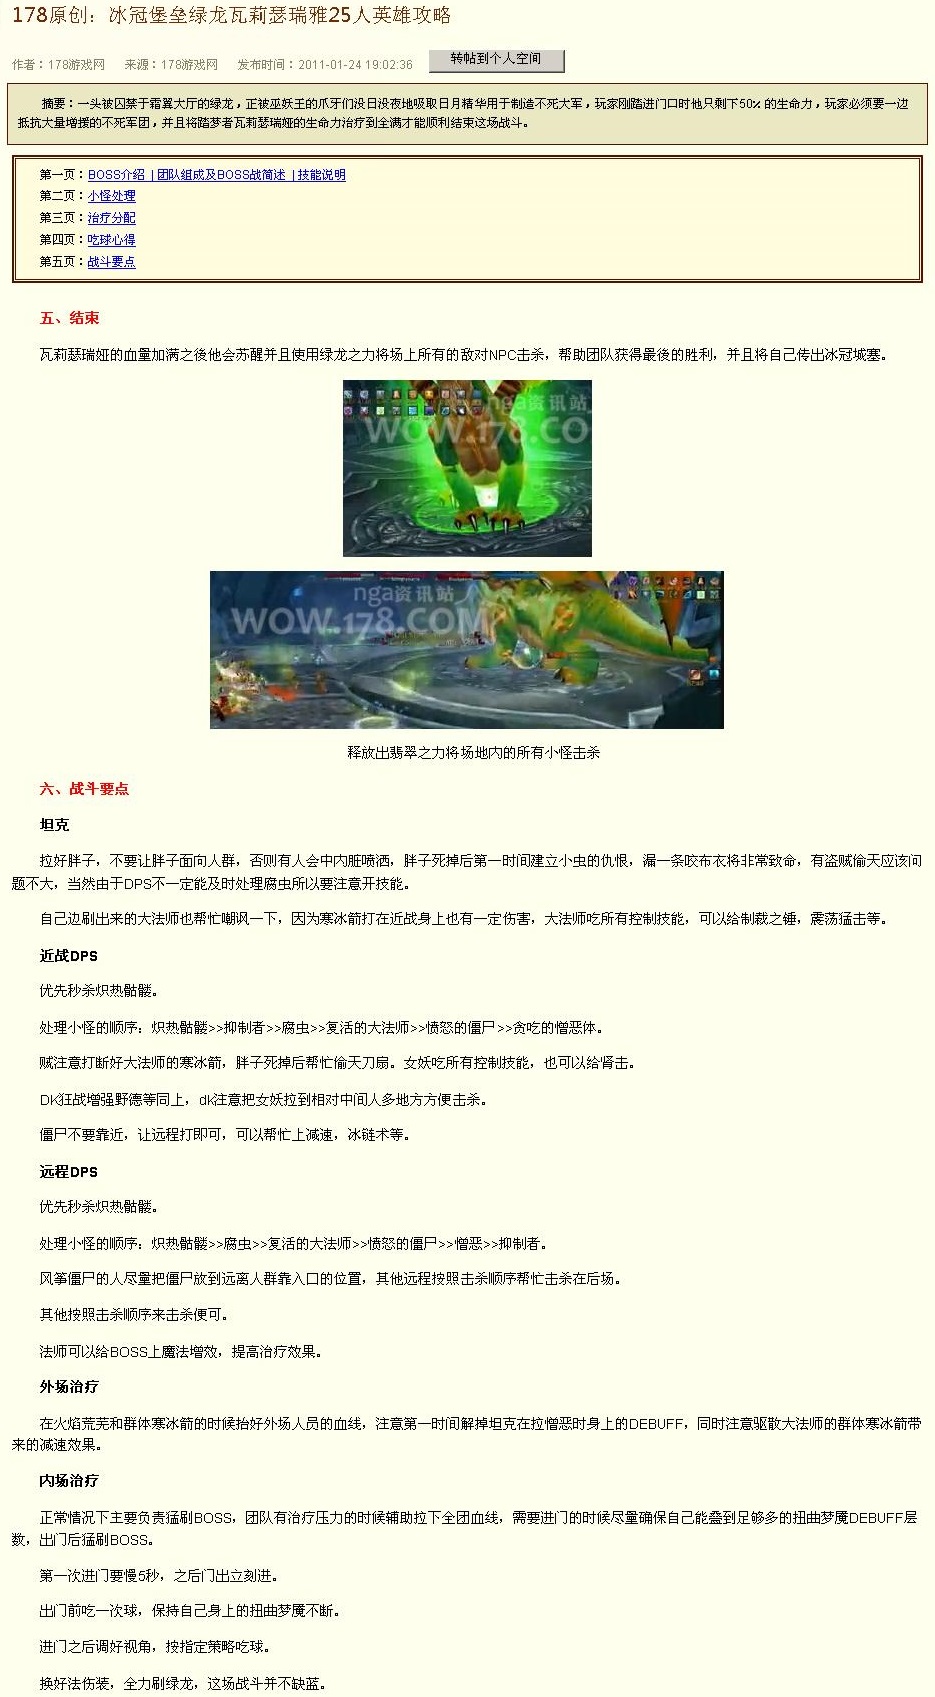 178原创：冰冠堡垒绿龙瓦莉瑟瑞雅25人英雄攻略
作者：178游戏网 来源：178游戏网 发布时间：2011-01-24 19:02:36 转帖到个人空间
摘要：一头被囚禁于霜翼大厅的绿龙，正被巫妖王的爪牙们没日没夜地吸取日月精华用于制造不死大军，玩家刚踏进门口时他只剩下50%的生命力，玩家必须要一边
抵抗大量增援的不死军团，并且将踏梦者瓦莉瑟瑞娅的生命力治疗到全满才能顺利结束这场战斗。
第一页：BOSS介绍 | 团队组成及BOSS战简述 | 技能说明
第二页：小怪处理
第三页：治疗分配
第四页：吃球心得
第五页：战斗要点
五、结束
瓦莉瑟瑞娅的血量加满之後他会苏醒并且使用绿龙之力将场上所有的敌对NPC击杀，帮助团队获得最後的胜利，并且将自己传出冰冠城塞。
nga资讯站
WOW.178.CO
nga资讯站
WOW.178.COM
释放出翡翠之力将场地内的所有小怪击杀
六、战斗要点
坦克
拉好胖子，不要让胖子面向人群，否则有人会中内脏喷洒，胖子死掉后第一时间建立小虫的仇恨，漏一条咬布衣将非常致命，有盗贼偷天应该问
题不大，当然由于DPS不一定能及时处理腐虫所以要注意开技能。
自己边刷出来的大法师也帮忙嘲讽一下，因为寒冰箭打在近战身上也有一定伤害，大法师吃所有控制技能，可以给制裁之锤，震荡猛击等。
近战DPS
优先秒杀炽热骷髅。
处理小怪的顺序：炽热骷髅>>抑制者>>腐虫>>复活的大法师>>愤怒的僵尸>>贪吃的憎恶体。
贼注意打断好大法师的寒冰箭，胖子死掉后帮忙偷天刀扇。女妖吃所有控制技能，也可以给肾击。
DK狂战增强野德等同上，dk注意把女妖拉到相对中间人多地方方便击杀。
僵尸不要靠近，让远程打即可，可以帮忙上减速，冰链术等。
远程DPS
优先秒杀炽热骷髅。
处理小怪的顺序：炽热骷髅>>腐虫>>复活的大法师>>愤怒的僵尸>>憎恶>>抑制者。
风筝僵尸的人尽量把僵尸放到远离人群靠入口的位置，其他远程按照击杀顺序帮忙击杀在后场。
其他按照击杀顺序来击杀便可。
法师可以给BOSS上魔法增效，提高治疗效果。
外场治疗
在火焰荒芜和群体寒冰箭的时候抬好外场人员的血线，注意第一时间解掉坦克在拉憎恶时身上的DEBUFF，同时注意驱散大法师的群体寒冰箭带
来的减速效果。
内场治疗
正常情况下主要负责猛刷BOSS，团队有治疗压力的时候辅助拉下全团血线，需要进门的时候尽量确保自己能叠到足够多的扭曲梦魇DEBUFF层
数，出门后猛刷BOSS。
第一次进门要慢5秒，之后门出立刻进。
出门前吃一次球，保持自己身上的扭曲梦魇不断。
进门之后调好视角，按指定策略吃球。
换好法伤装，全力刷绿龙，这场战斗并不缺蓝。